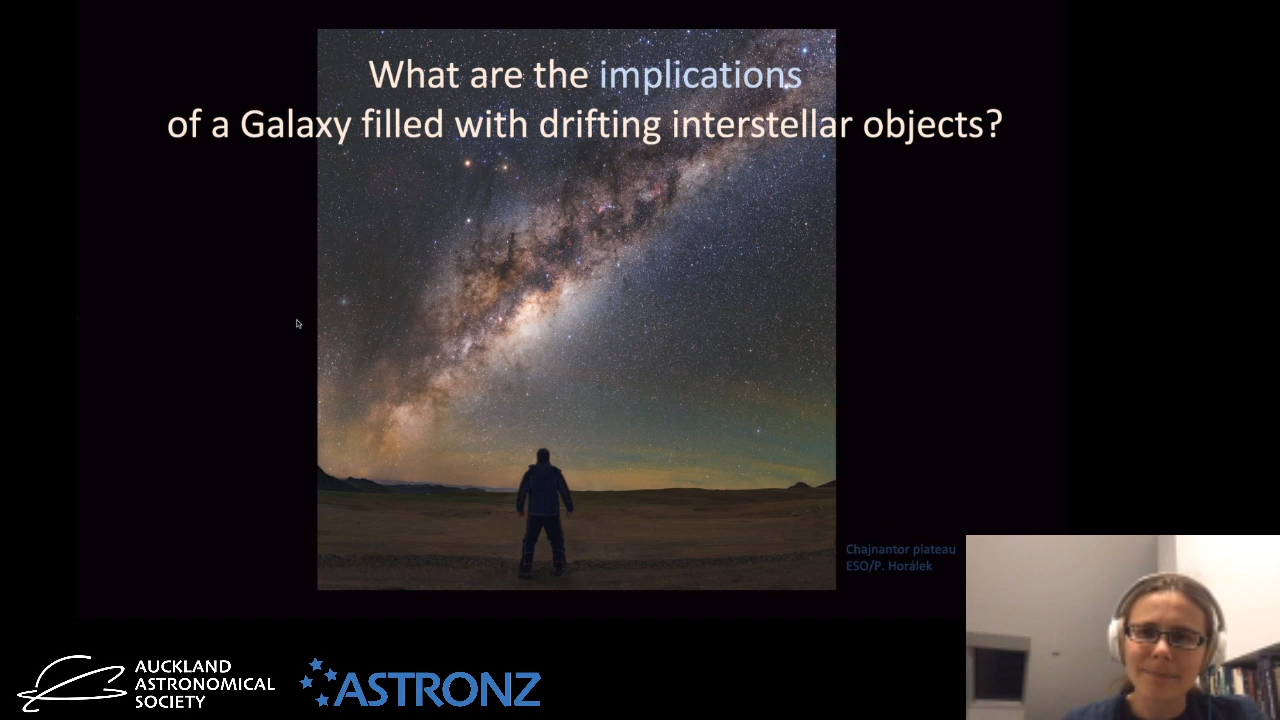 What are the implications
of a Galaxy filled with drifting interstellar objects?
Chajnantor plateau
ESO/P. Horálek
AUCKLAND
ASTRONOMICAL
SOCIETY
ASTRONZ